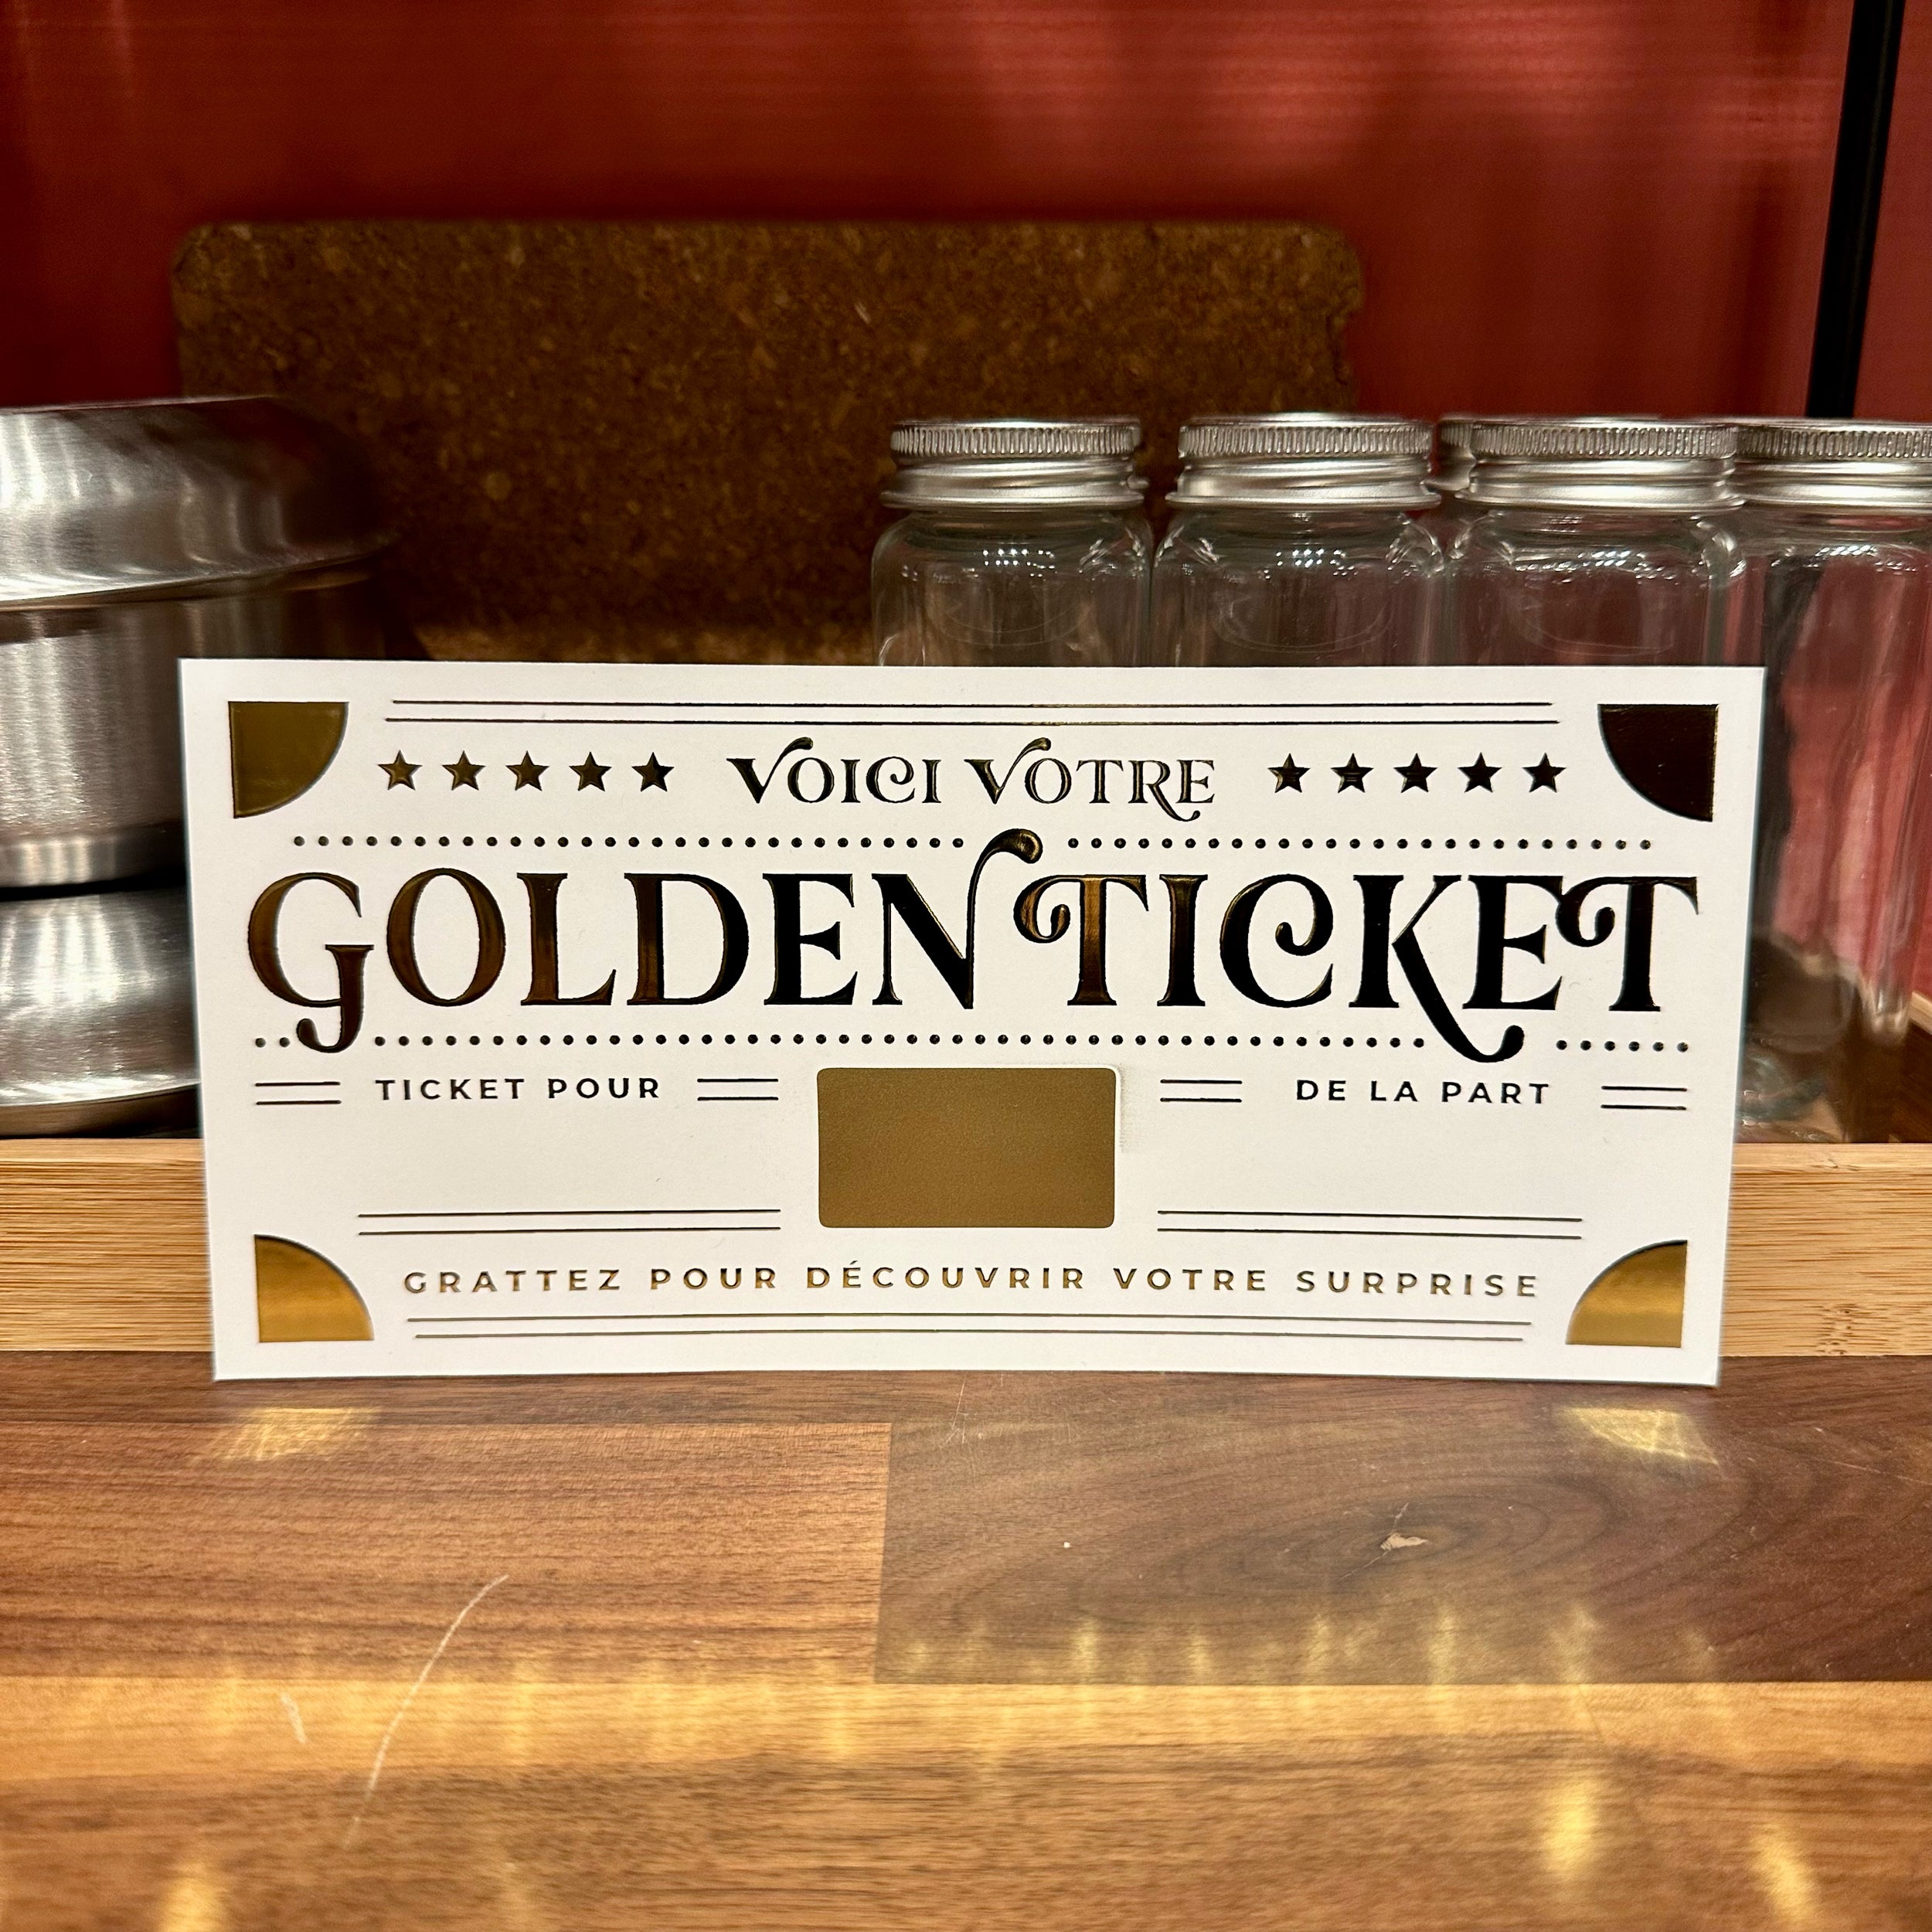 VOICI VOTRE
GOLDEN TICKET
TICKET POUR
DE LA PART
GRATTEZ POUR DÉCOUVRIR VOTRE SURPRISE